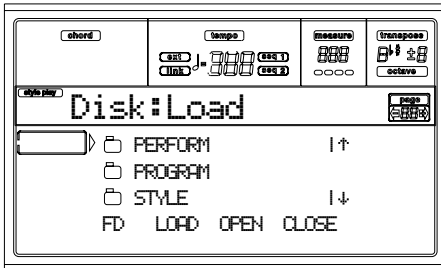 chord tempo measure transpose
ext seq 1
link seq 2
octave
style play Disk:Load page
PERFORM
PROGRAM
STYLE
FD LOAD OPEN CLOSE